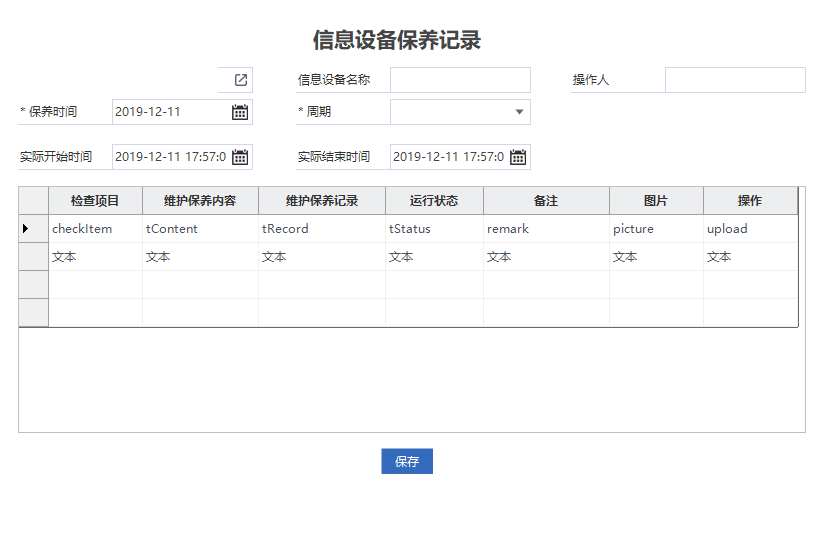 信息设备保养记录
信息设备名称 操作人
* 保养时间 2019-12-11 * 周期
实际开始时间 2019-12-11 17:57:0 实际结束时间 2019-12-11 17:57:0
检查项目 维护保养内容 维护保养记录 运行状态 备注 图片 操作
checkItem tContent tRecord tStatus remark picture upload
文本 文本 文本 文本 文本 文本 文本
保存